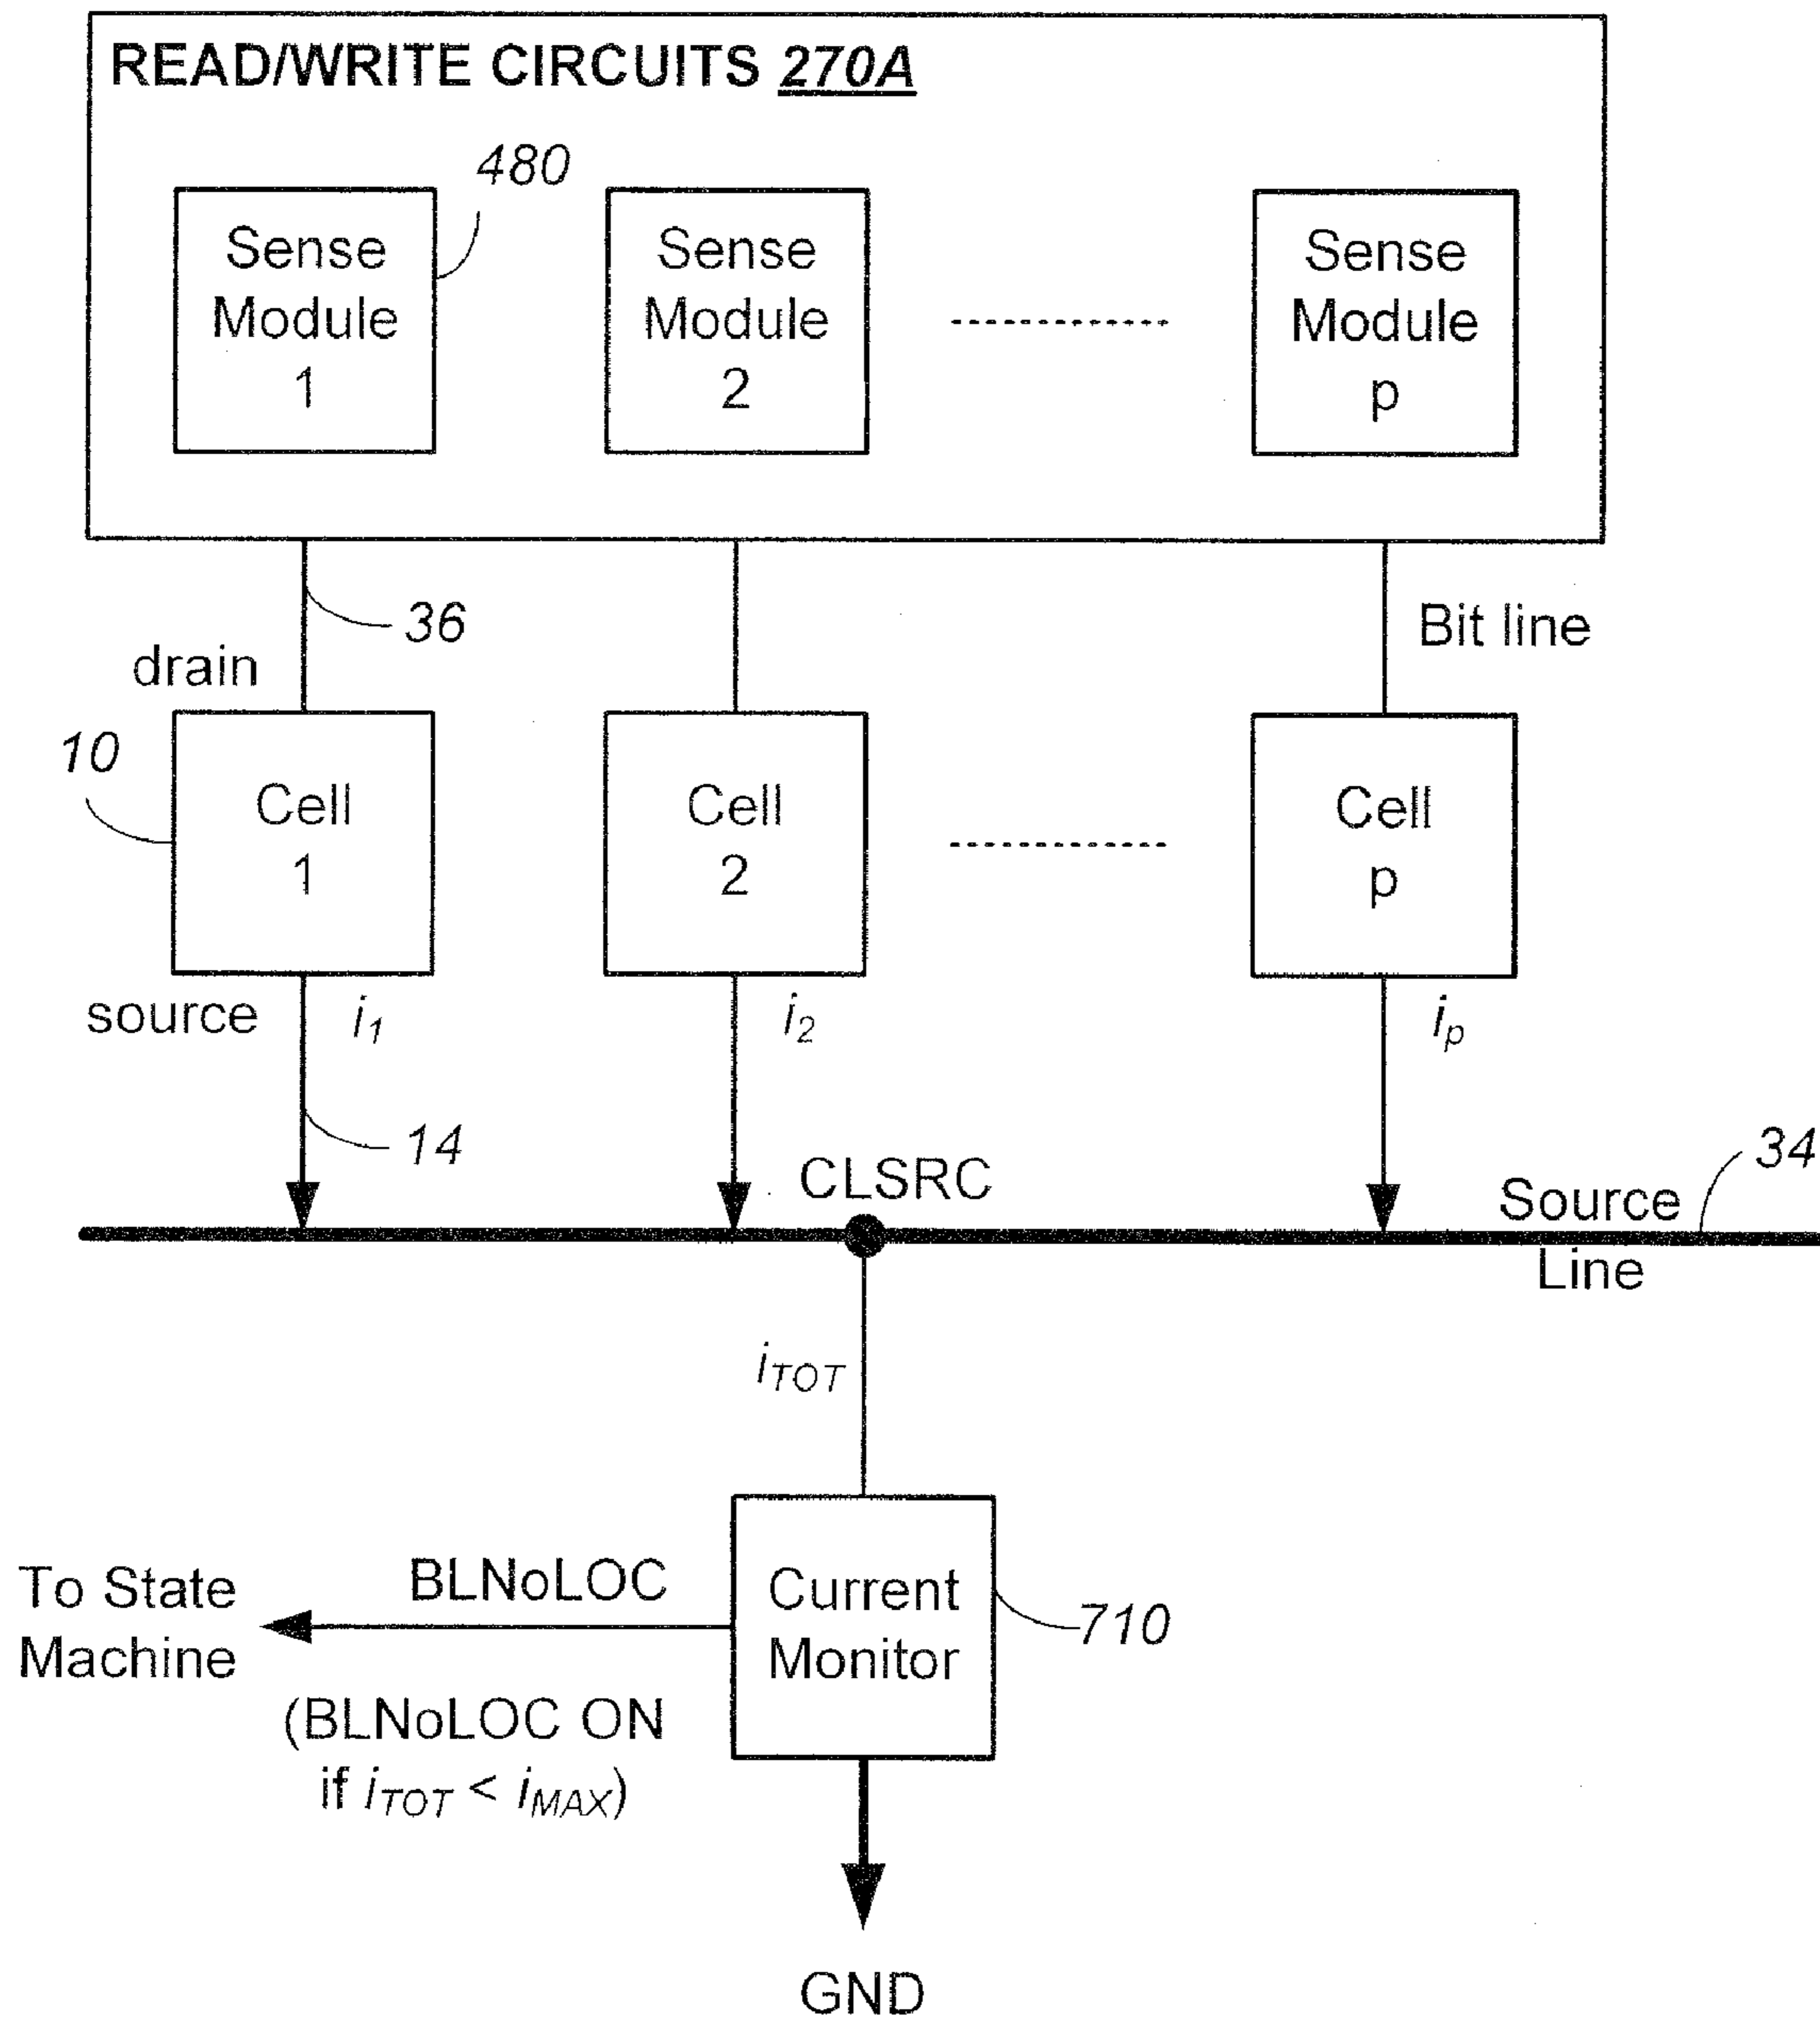 READ/WRITE CIRCUITS 270A
480
Sense
Module
1
Sense
Module
2
Sense
Module
p
36
Bit line
drain
10
Cell
1
Cell
2
Cell
p
source
i1
i2
ip
14
CLSRC
34
Source
Line
iTOT
To State
Machine
BLNoLOC
Current
Monitor
710
(BLNoLOC ON
if iTOT < iMAX)
GND